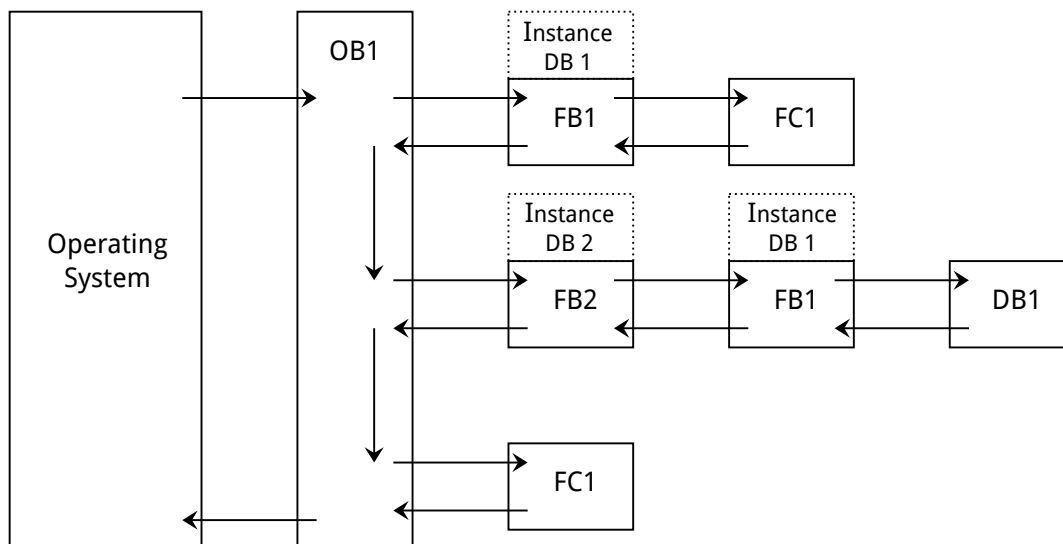 Instance
DB 1
OB1
FB1
FC1
Instance
DB 2
Instance
DB 1
Operating
System
FB2
FB1
DB1
FC1